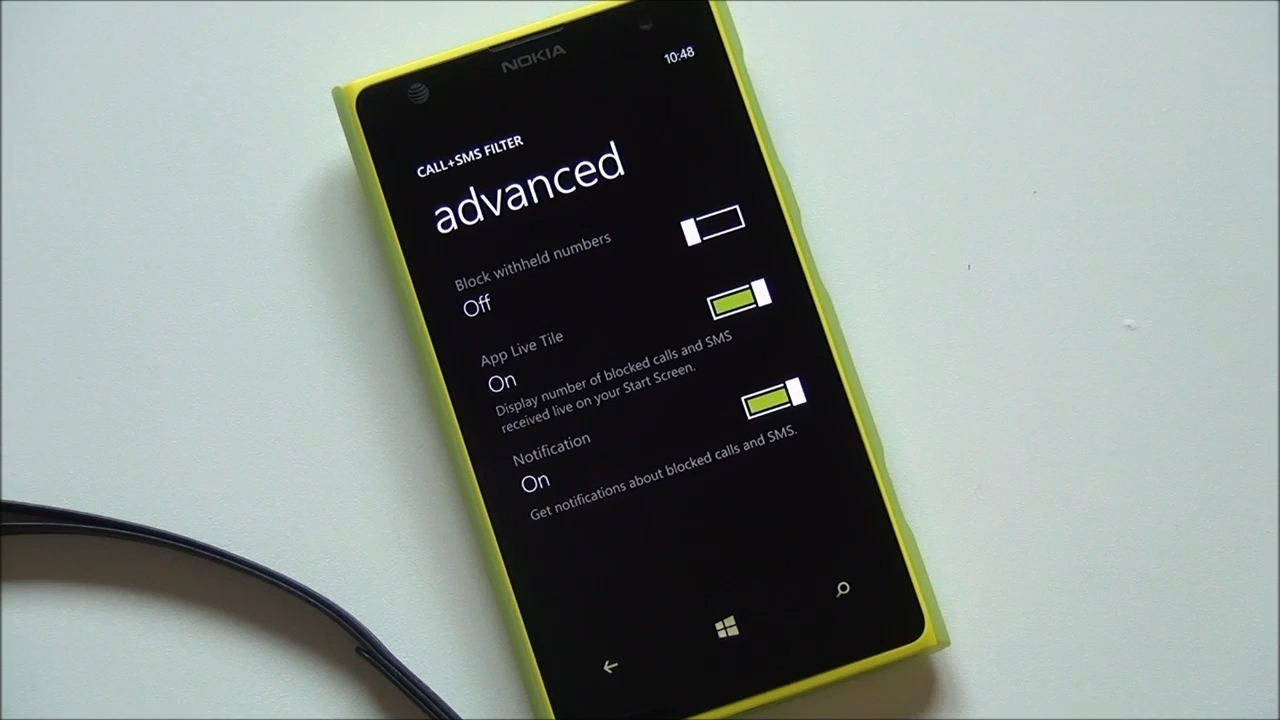 NOKIA
10:48
CALL+SMS FILTER
advanced
Block withheld numbers
Off
App Live Tile
On
Display number of blocked calls and SMS
received live on your Start Screen.
Notification
On
Get notifications about blocked calls and SMS.